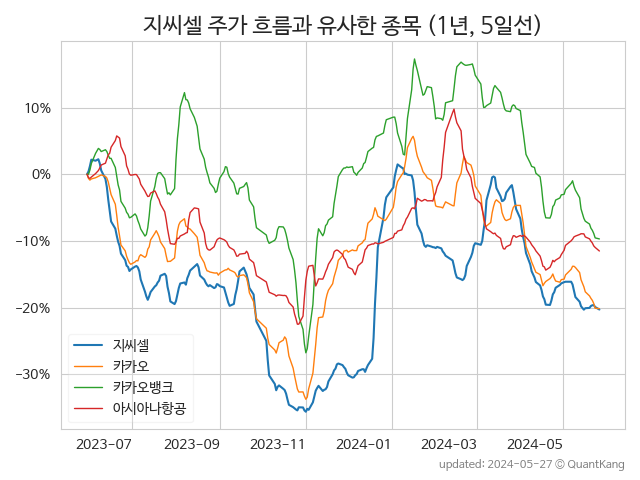 지씨셀 주가 흐름과 유사한 종목 (1년, 5일선)
10%
0%
−10%
−20%
−30%
지씨셀
카카오
카카오뱅크
아시아나항공
2023-07 2023-09 2023-11 2024-01 2024-03 2024-05
updated: 2024-05-27 © QuantKang